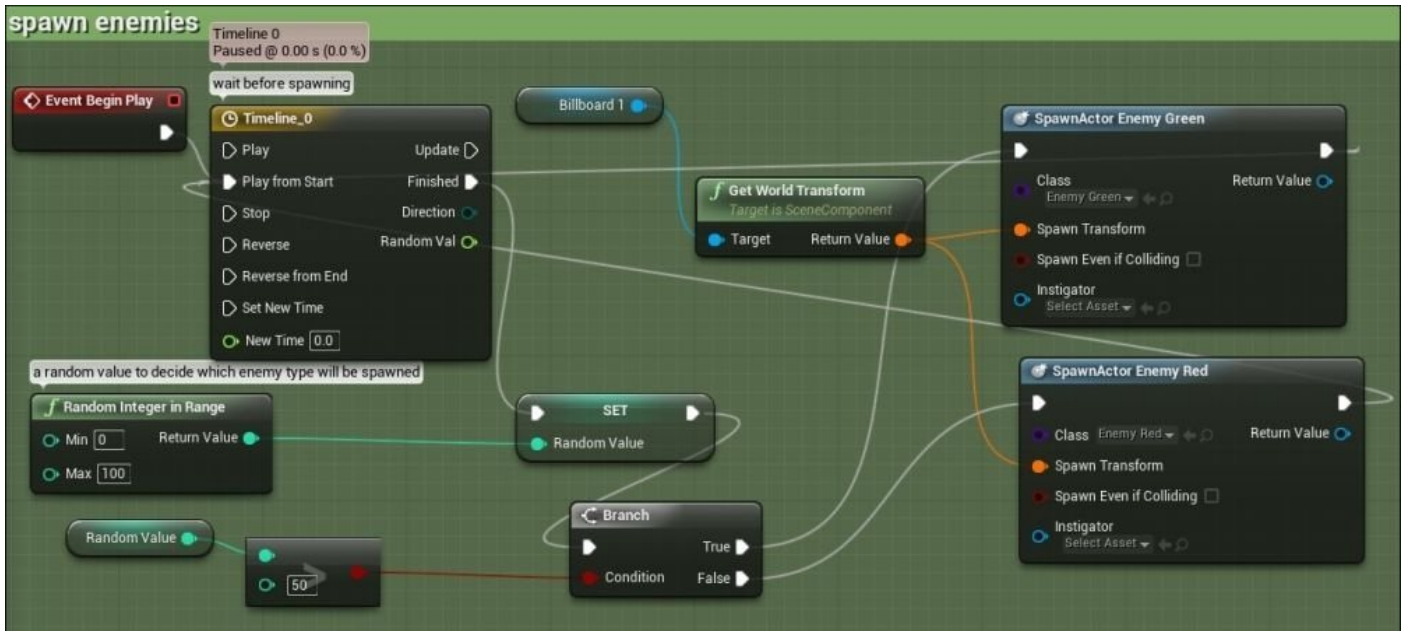 spawn enemies
Timeline 0
Paused @ 0.00 s (0.0 %)
wait before spawning
Event Begin Play
Timeline_0
Play
Update
Play from Start
Finished
Stop
Direction
Reverse
Random Val
Reverse from End
Set New Time
New Time 0.0
a random value to decide which enemy type will be spawned
Random Integer in Range
Min 0
Return Value
Max 100
Random Value
> 
50
Billboard 1
Get World Transform
Target is SceneComponent
Target
Return Value
SET
Random Value
Branch
True
Condition
False
SpawnActor Enemy Green
Class
Return Value
Enemy Green
Spawn Transform
Spawn Even if Colliding
Instigator
Select Asset
SpawnActor Enemy Red
Class Enemy Red
Return Value
Spawn Transform
Spawn Even if Colliding
Instigator
Select Asset